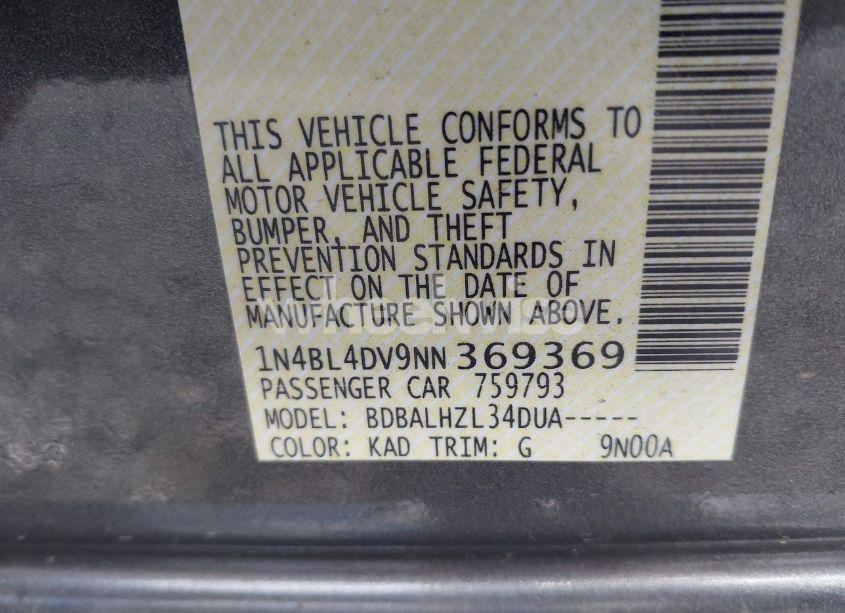 THIS VEHICLE CONFORMS TO
ALL APPLICABLE FEDERAL
MOTOR VEHICLE SAFETY,
BUMPER, AND THEFT
PREVENTION STANDARDS IN
EFFECT ON THE DATE OF
MANUFACTURE SHOWN ABOVE.
1N4BL4DV9NN369369
PASSENGER CAR 759793
MODEL: BDBALHZL34DUA-----
COLOR: KAD TRIM: G 9N00A